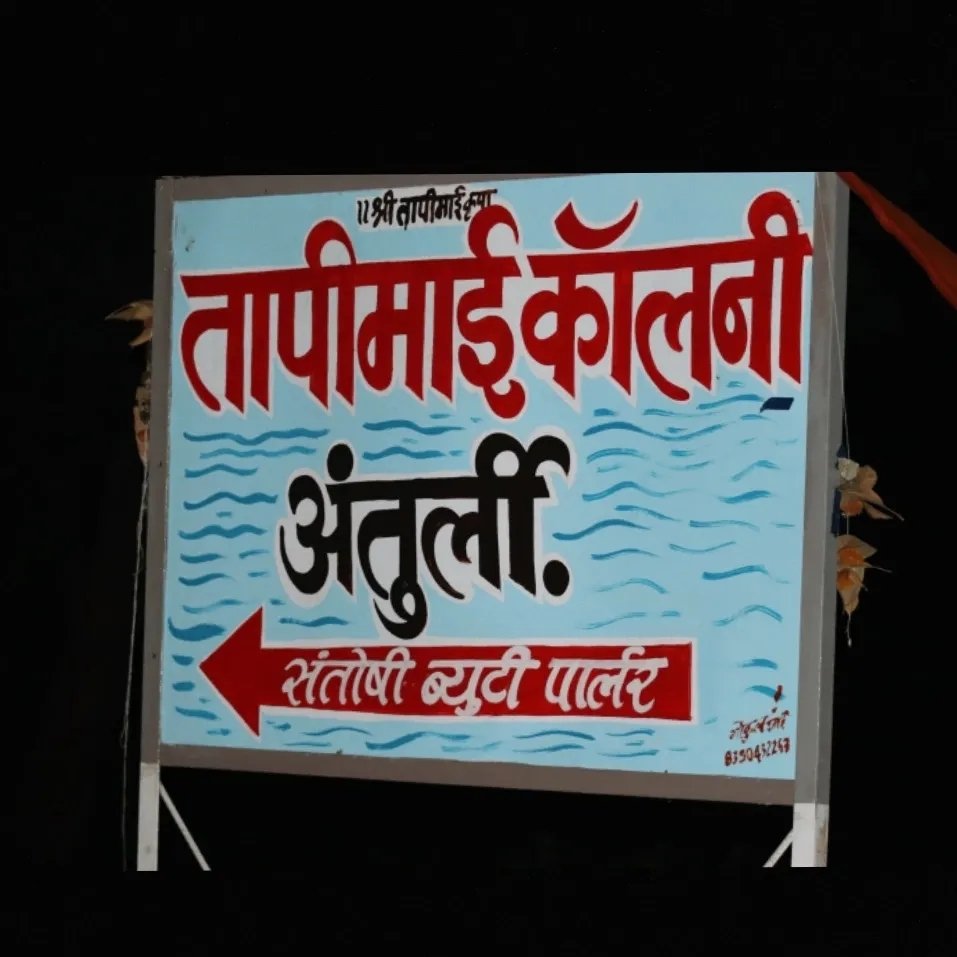 ॥ श्री तापीमाई कृपा
तापीमाई कॉलनी
अंतुर्ली.
संतोषी ब्युटी पार्लर